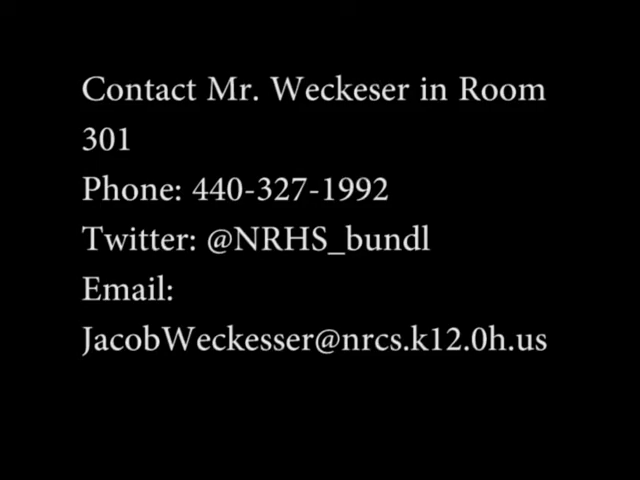 Contact Mr. Weckeser in Room
301
Phone: 440-327-1992
Twitter: @NRHS_bundl
Email:
JacobWeckesser@nrcs.k12.0h.us